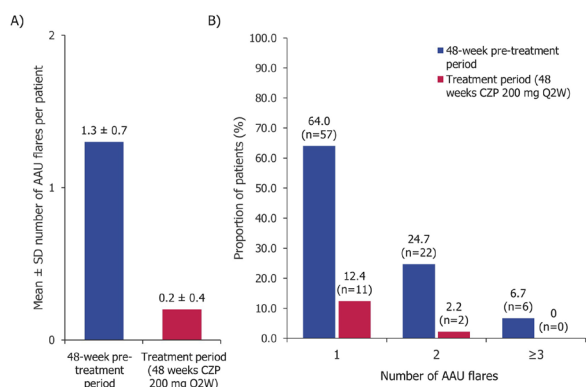 A)
Mean ± SD number of AAU flares per patient
2
1
0
1.3 ± 0.7
0.2 ± 0.4
48-week pre-
treatment
period
Treatment period
(48 weeks CZP
200 mg Q2W)
B)
Proportion of patients (%)
100.0
90.0
80.0
70.0
60.0
50.0
40.0
30.0
20.0
10.0
0.0
48-week pre-treatment
period
Treatment period (48
weeks CZP 200 mg Q2W)
64.0
(n=57)
12.4
(n=11)
24.7
(n=22)
2.2
(n=2)
6.7
(n=6)
0
(n=0)
1
2
≥3
Number of AAU flares